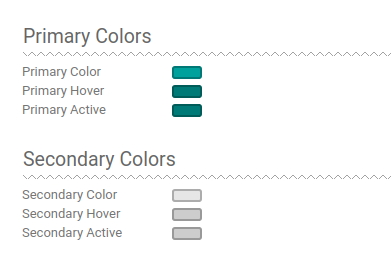 Primary Colors
Primary Color
Primary Hover
Primary Active
Secondary Colors
Secondary Color
Secondary Hover
Secondary Active